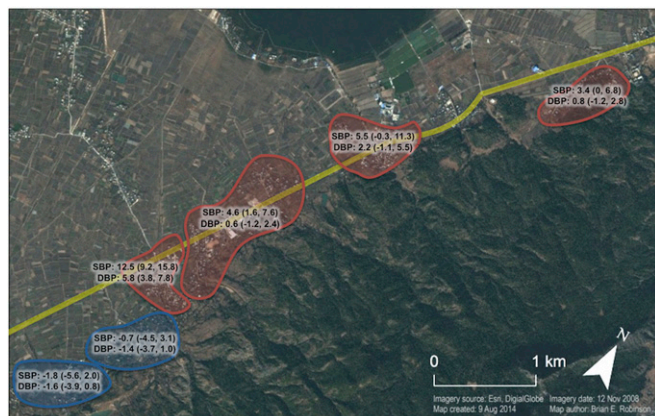 SBP: 3.4 (0, 6.8)
DBP: 0.8 (-1.2, 2.8)
SBP: 5.5 (-0.3, 11.3)
DBP: 2.2 (-1.1, 5.5)
SBP: 4.6 (1.6, 7.6)
DBP: 0.6 (-1.2, 2.4)
SBP: 12.5 (9.2, 15.8)
DBP: 5.8 (3.8, 7.8)
SBP: -0.7 (-4.5, 3.1)
DBP: -1.4 (-3.7, 1.0)
SBP: -1.8 (-5.6, 2.0)
DBP: -1.6 (-3.9, 0.8)
N
0 1 km
Imagery source: Esri, DigialGlobe Imagery date: 12 Nov 2008
Map created: 9 Aug 2014 Map author: Brian E. Robinson